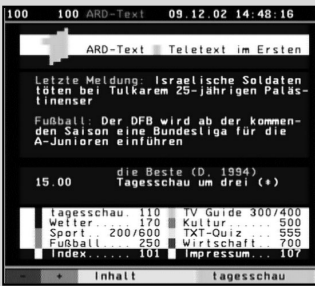 100 100 ARD-Text 09.12.02 14:48:16
ARD-Text Teletext im Ersten
Letzte Meldung: Israelische Soldaten
töten bei Tulkarem 25-jährigen Paläs-
tinenser
Fußball: Der DFB wird ab der kommen-
den Saison eine Bundesliga für die
A-Junioren einführen
die Beste (D, 1994)
15.00 Tagesschau um drei (*)
tagesschau. 110 TV Guide 300/400
Wetter..... 170 Kultur...... 500
Sport.. 200/600 TXT-Quiz ... 555
Fußball.... 250 Wirtschaft.. 700
Index...... 101 Impressum... 107
- + Inhalt tagesschau